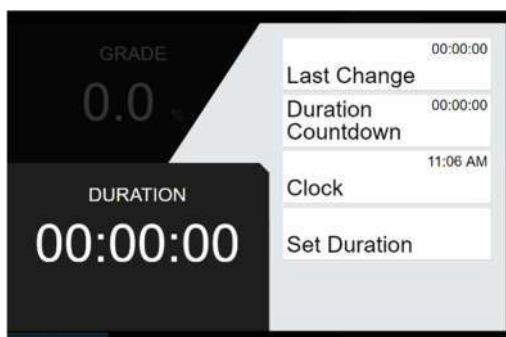 GRADE
0.0 %
DURATION
00:00:00
00:00:00
Last Change
Duration 00:00:00
Countdown
11:06 AM
Clock
Set Duration